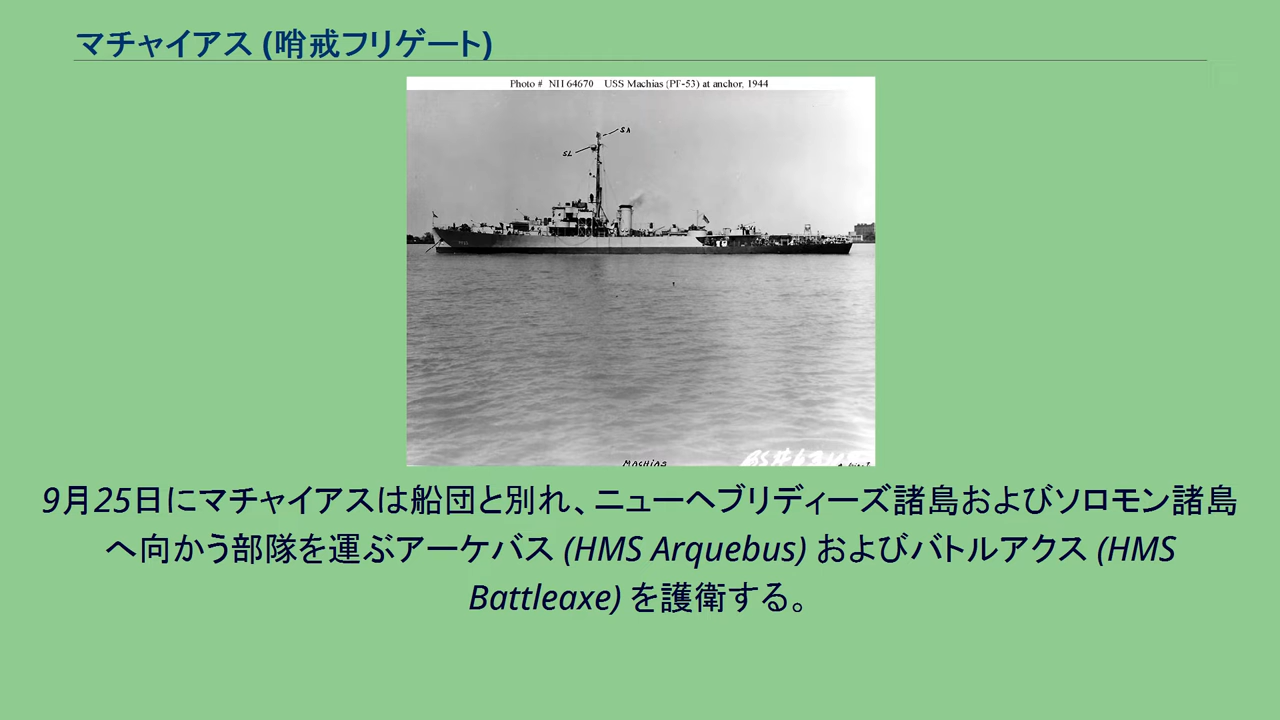 マチャイアス (哨戒フリゲート)
Photo # NH 64670 USS Machias (PF-53) at anchor, 1944
SA
SL
MACHIAS
9月25日にマチャイアスは船団と別れ、ニューヘブリディーズ諸島およびソロモン諸島
へ向かう部隊を運ぶアーケバス (HMS Arquebus) およびバトルアクス (HMS
Battleaxe) を護衛する。